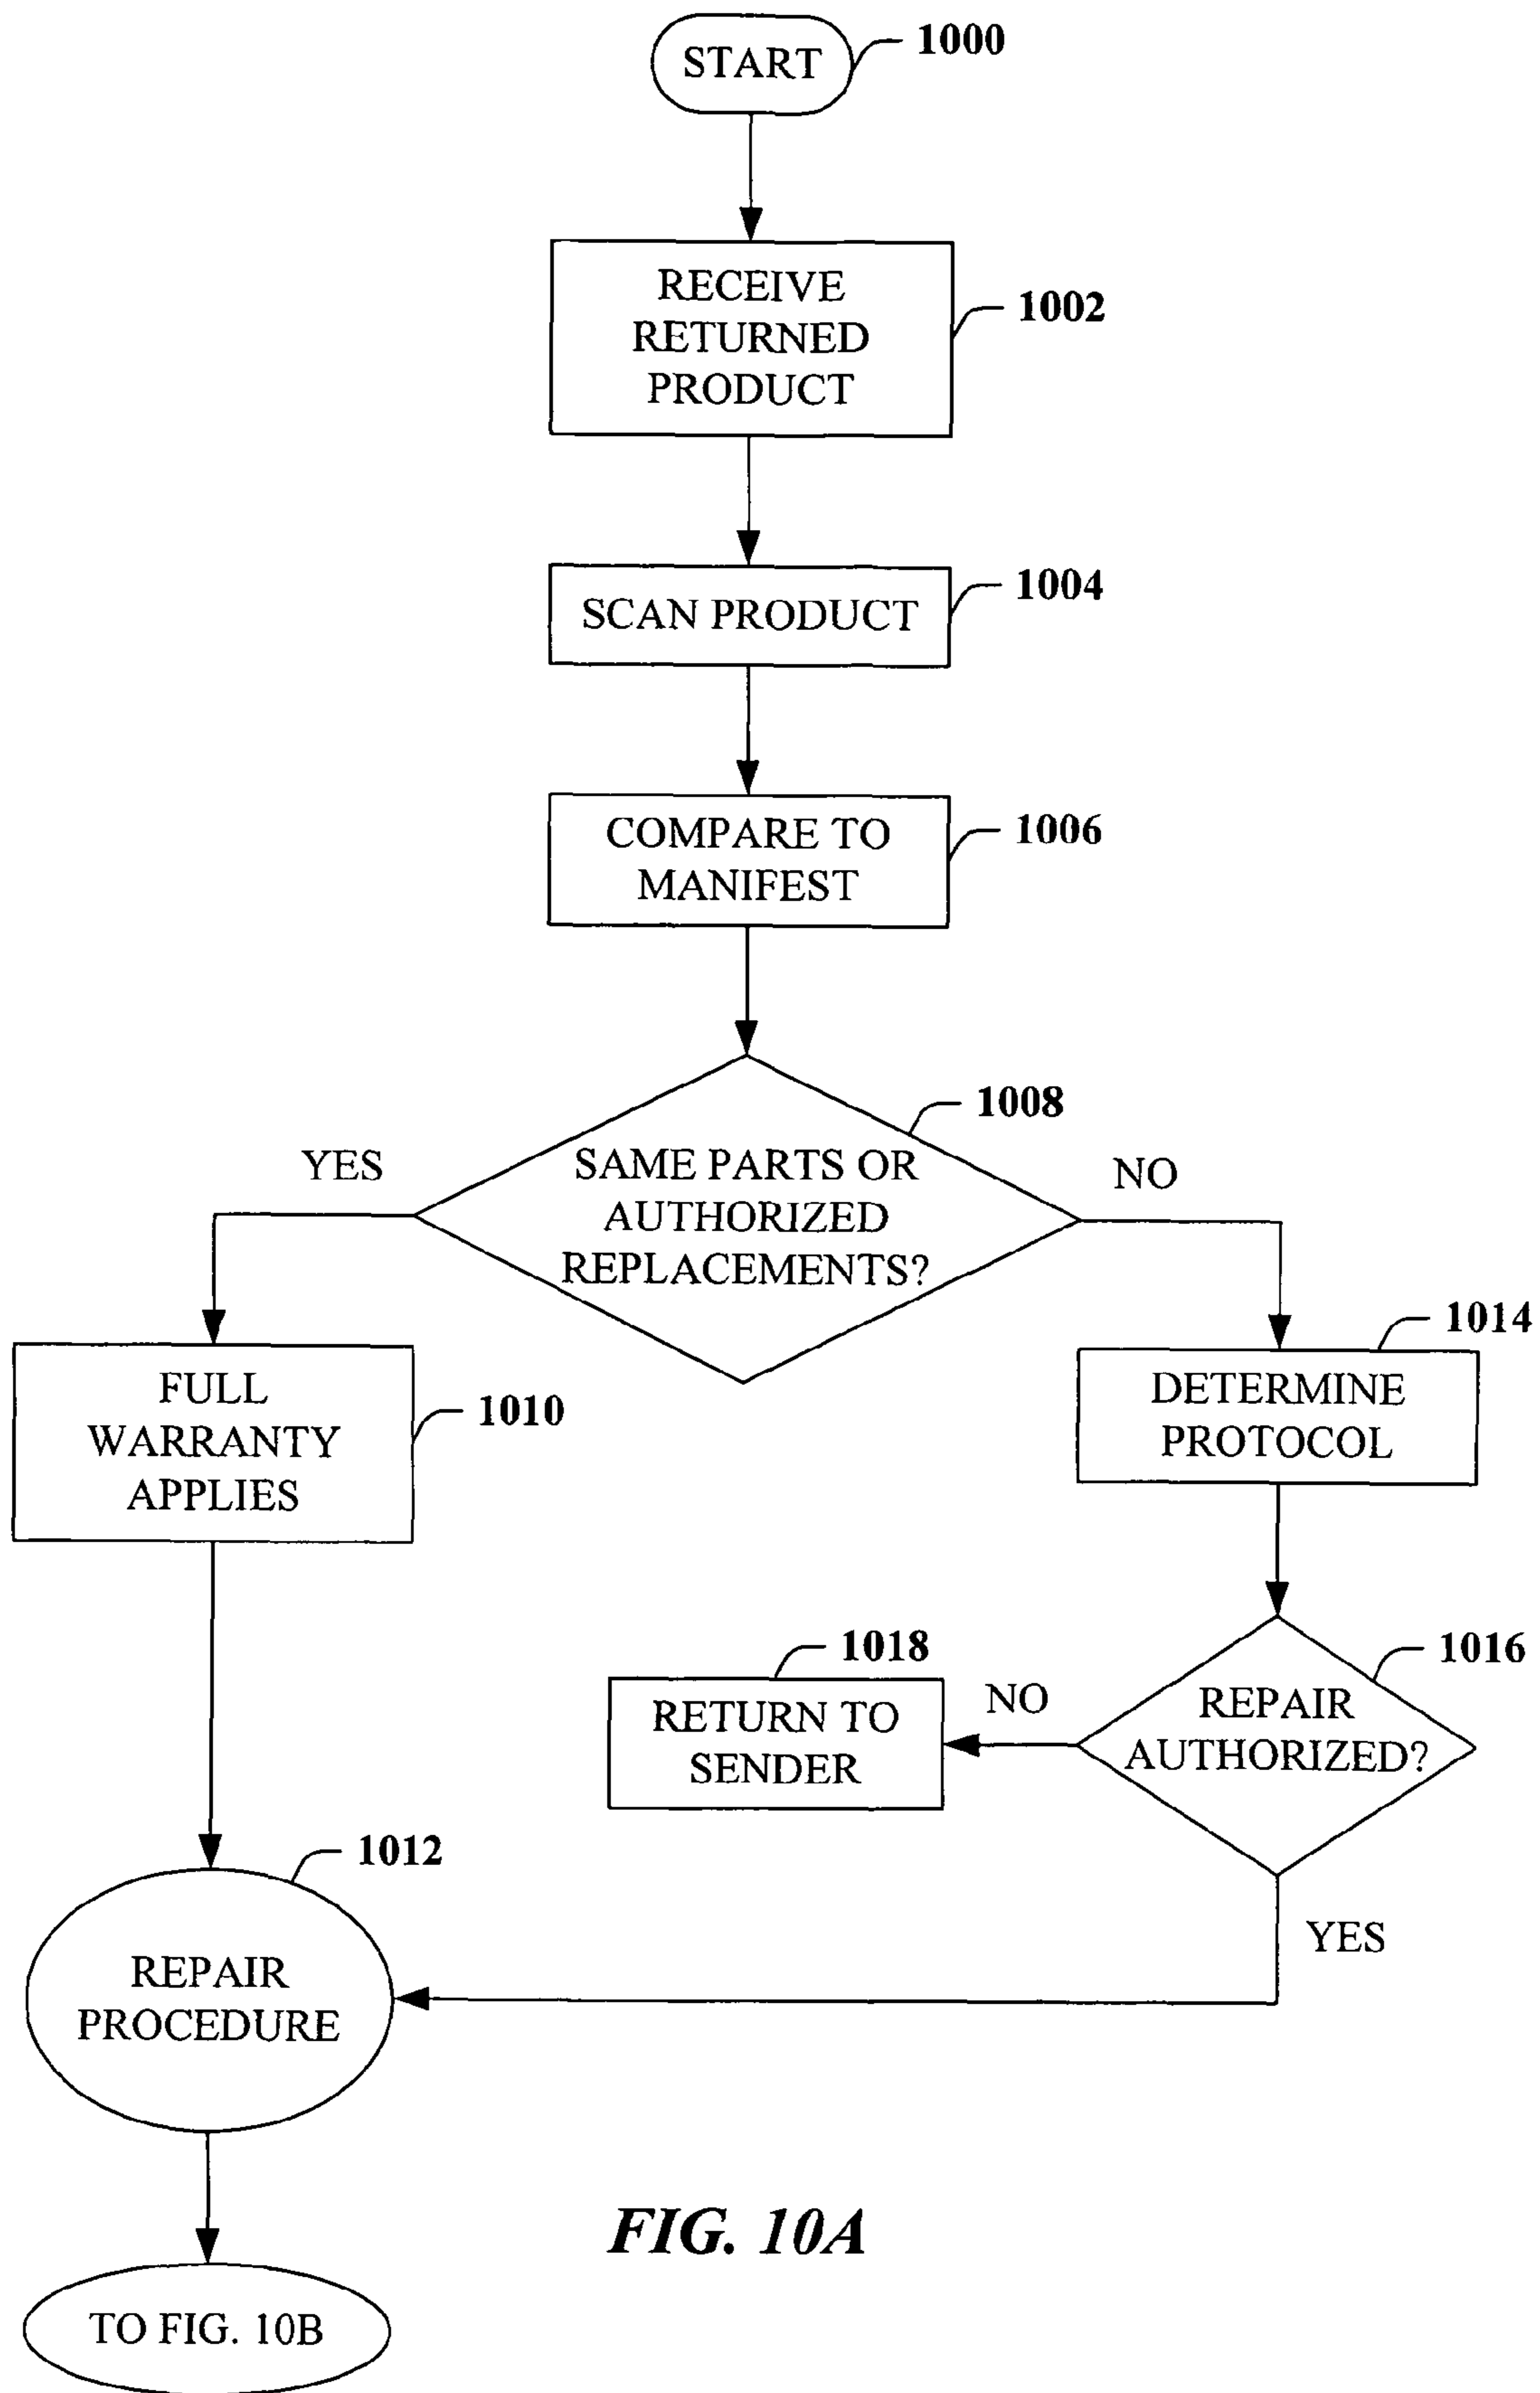 START
1000
RECEIVE
RETURNED
PRODUCT
1002
SCAN PRODUCT
1004
COMPARE TO
MANIFEST
1006
1008
YES
SAME PARTS OR
AUTHORIZED
REPLACEMENTS?
NO
FULL
WARRANTY
APPLIES
1010
1014
DETERMINE
PROTOCOL
1018
RETURN TO
SENDER
NO
1016
REPAIR
AUTHORIZED?
YES
1012
REPAIR
PROCEDURE
TO FIG. 10B
FIG. 10A